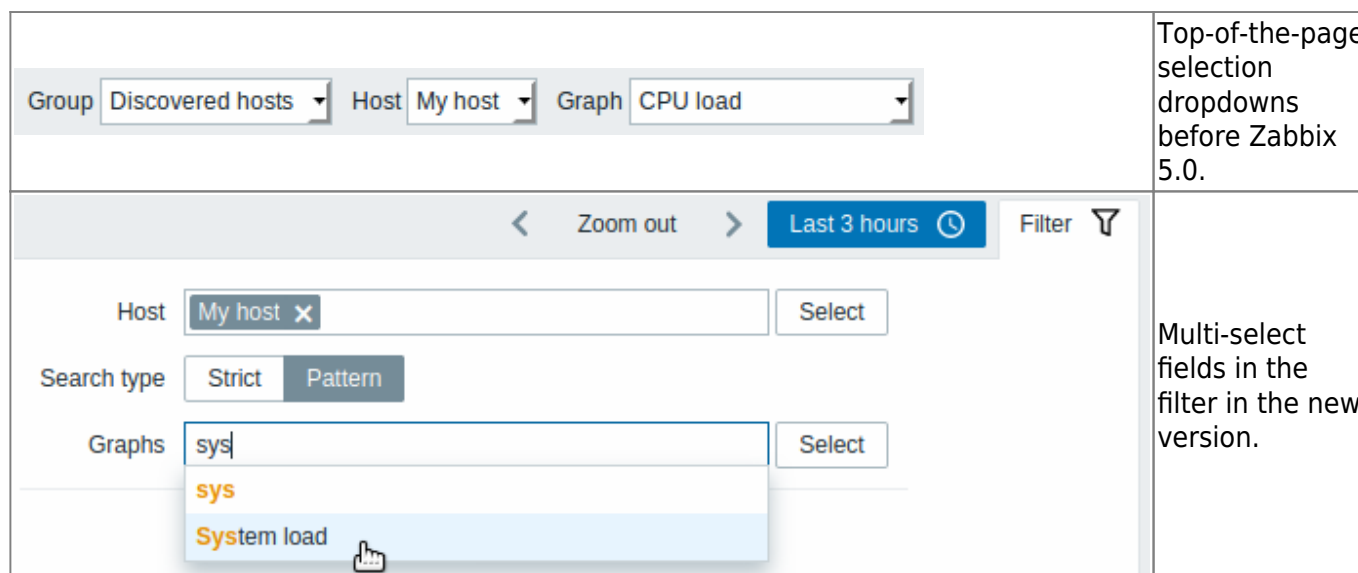 Group Discovered hosts Host My host Graph CPU load
Top-of-the-page
selection
dropdowns
before Zabbix
5.0.
Zoom out Last 3 hours Filter
Host My host Select
Search type Strict Pattern
Graphs sys Select
sys
System load
Multi-select
fields in the
filter in the new
version.